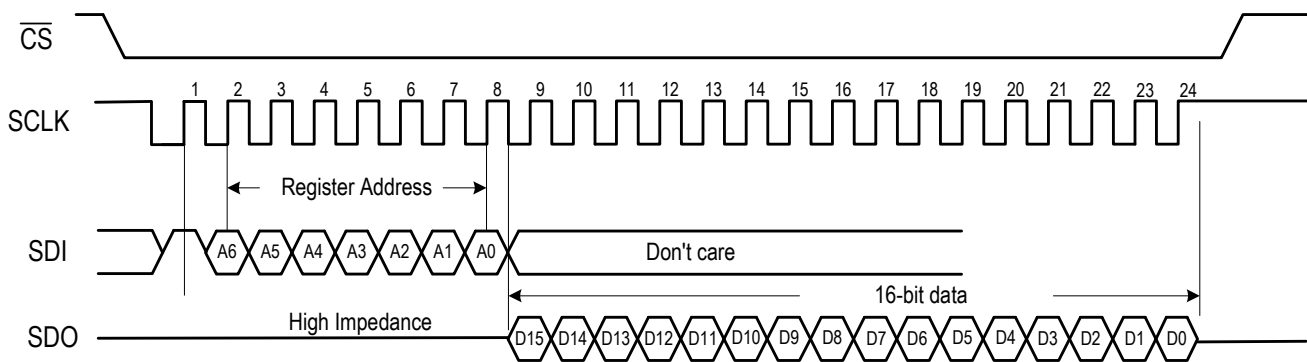 CS
1 2 3 4 5 6 7 8 9 10 11 12 13 14 15 16 17 18 19 20 21 22 23 24
SCLK
Register Address
SDI A6 A5 A4 A3 A2 A1 A0 Don't care
16-bit data
High Impedance
SDO D15 D14 D13 D12 D11 D10 D9 D8 D7 D6 D5 D4 D3 D2 D1 D0